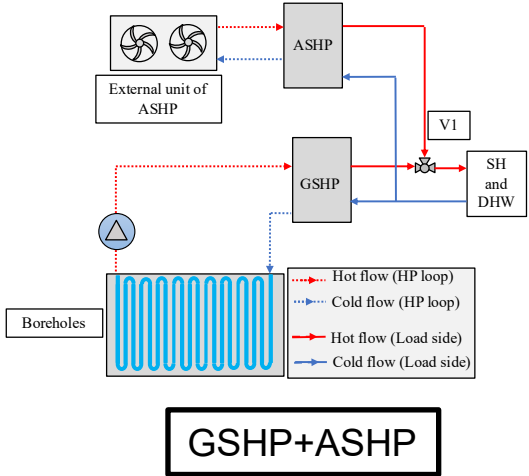 ASHP
External unit of
ASHP
V1
GSHP
SH
and
DHW
Boreholes
Hot flow (HP loop)
Cold flow (HP loop)
Hot flow (Load side)
Cold flow (Load side)
GSHP+ASHP